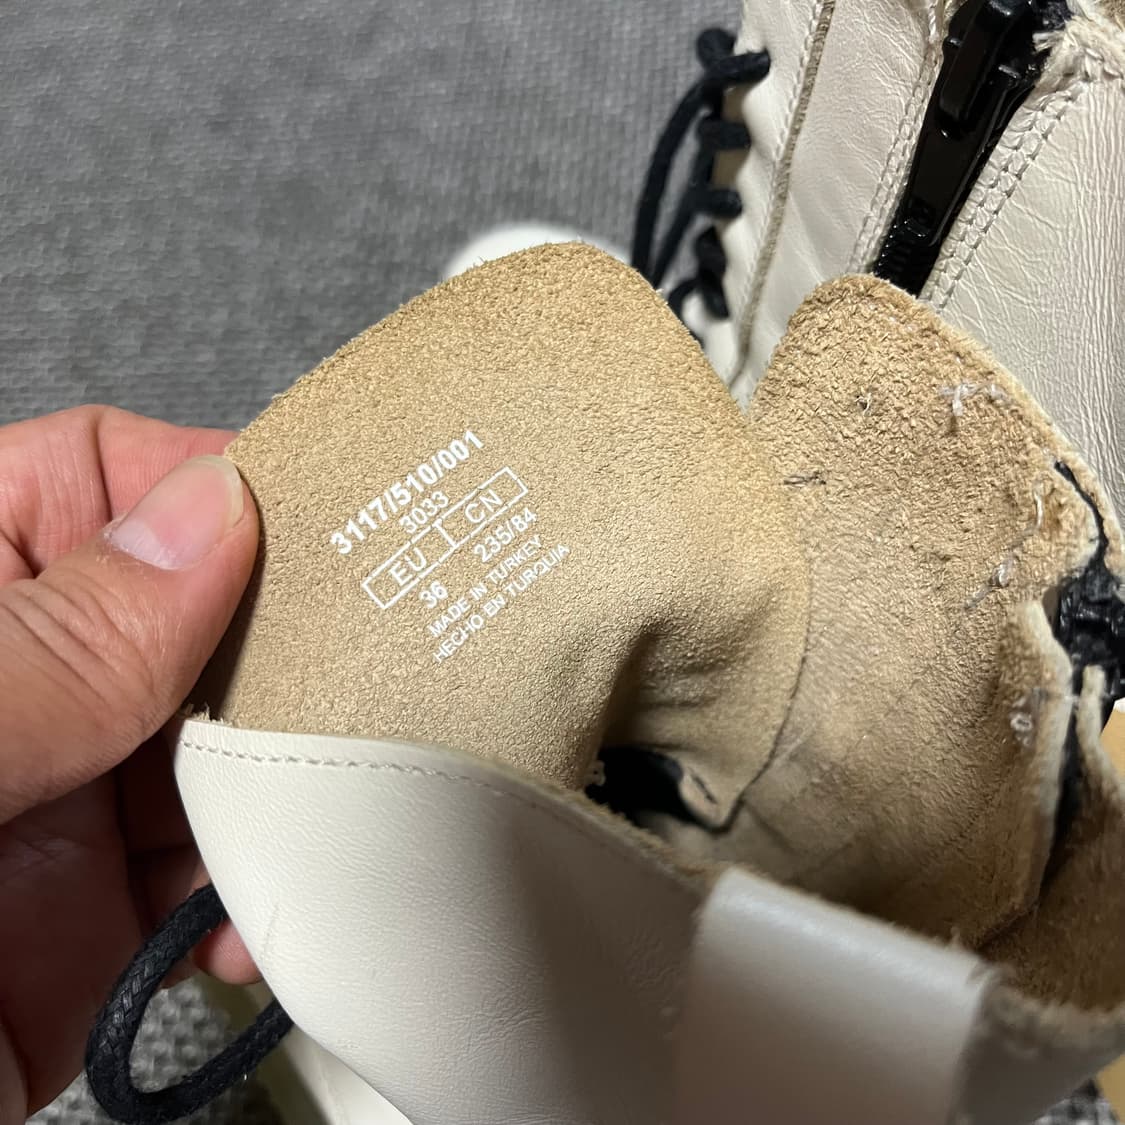 3117/510/001
3033
EU CN
36 235/84
MADE IN TURKEY
HECHO EN TURQUIA